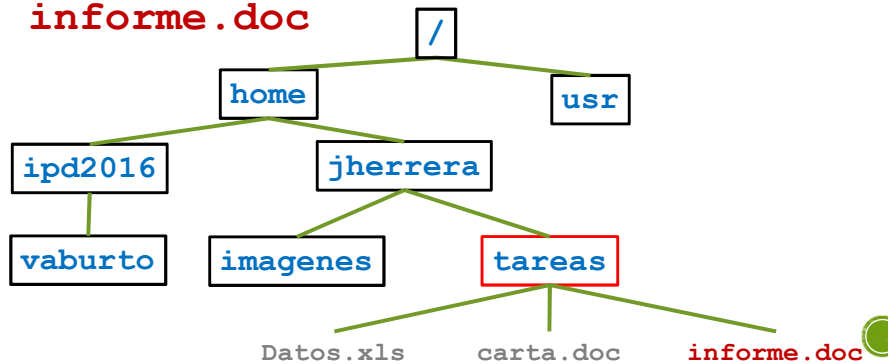 informe.doc
/
home
usr
ipd2016
jherrera
vaburto
imagenes
tareas
Datos.xls
carta.doc
informe.doc